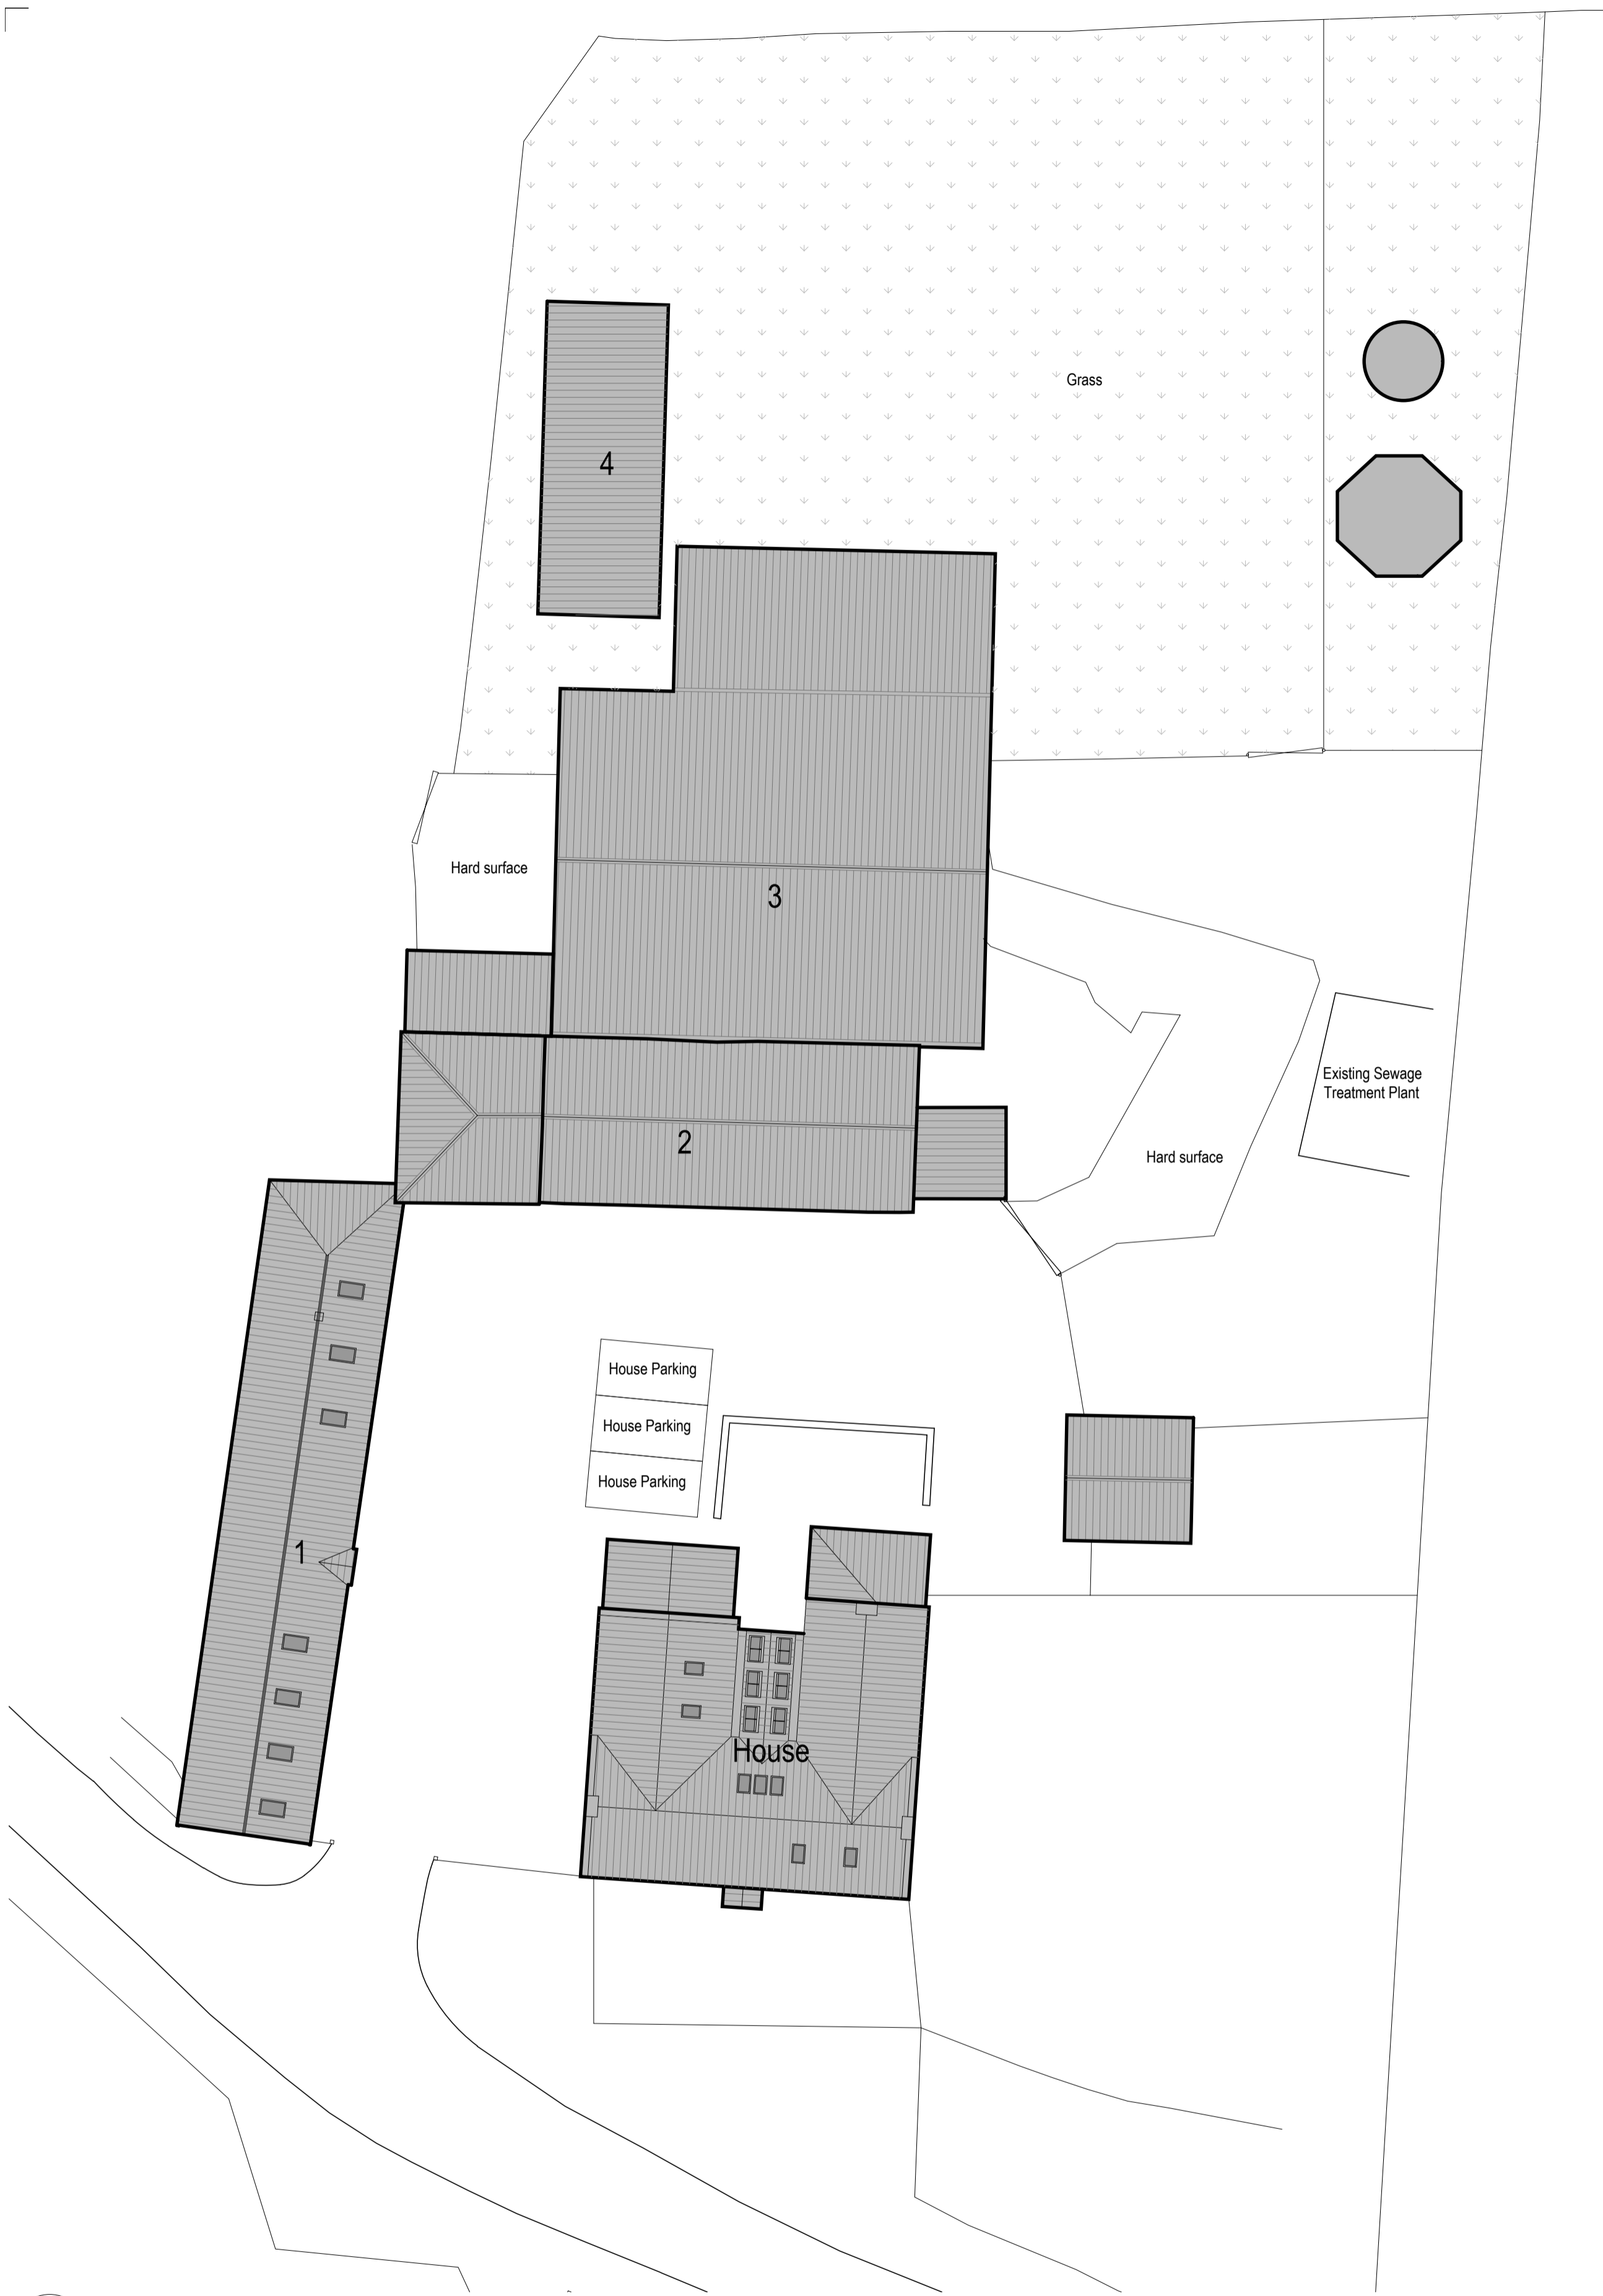 Grass
4
Hard surface
3
Existing Sewage
Treatment Plant
2
Hard surface
House Parking
House Parking
House Parking
1
House